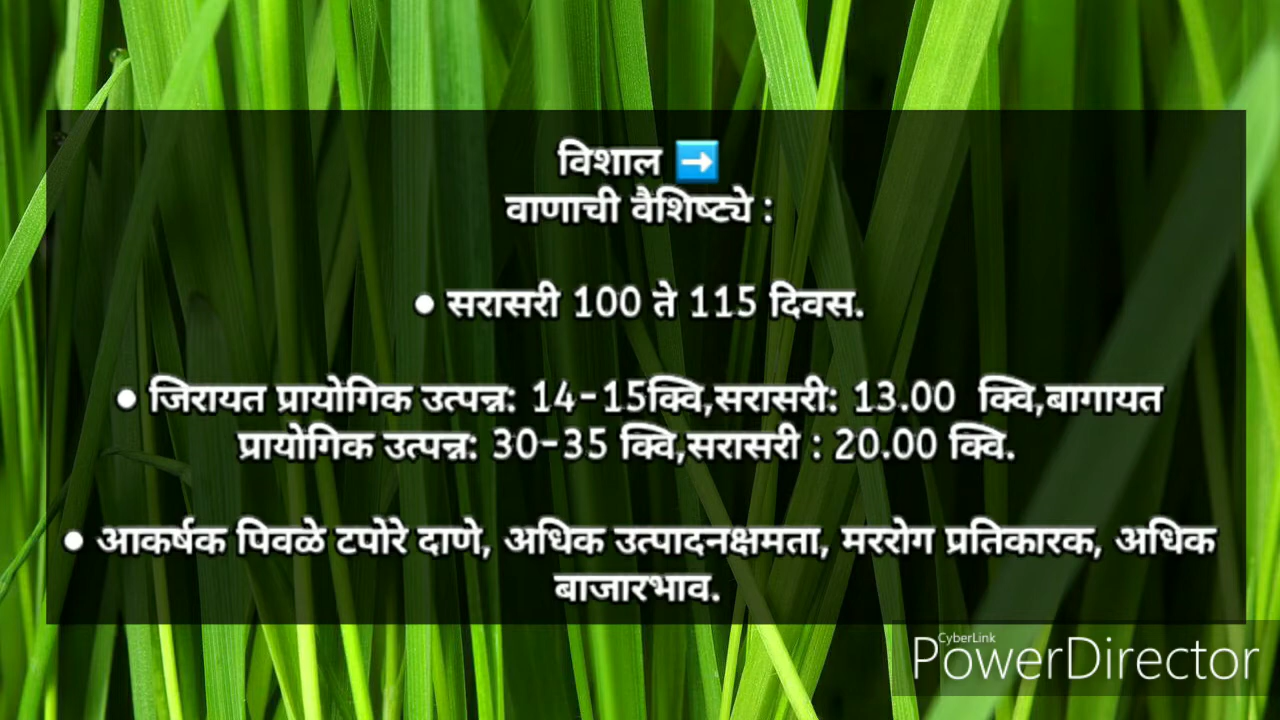 विशाल ➡️
वाणाची वैशिष्ट्ये :
● सरासरी 100 ते 115 दिवस.
● जिरायत प्रायोगिक उत्पन्न: 14-15क्वि,सरासरी: 13.00 क्वि,बागायत
प्रायोगिक उत्पन्न: 30-35 क्वि,सरासरी : 20.00 क्वि.
● आकर्षक पिवळे टपोरे दाणे, अधिक उत्पादनक्षमता, मररोग प्रतिकारक, अधिक
बाजारभाव.
CyberLink
PowerDirector